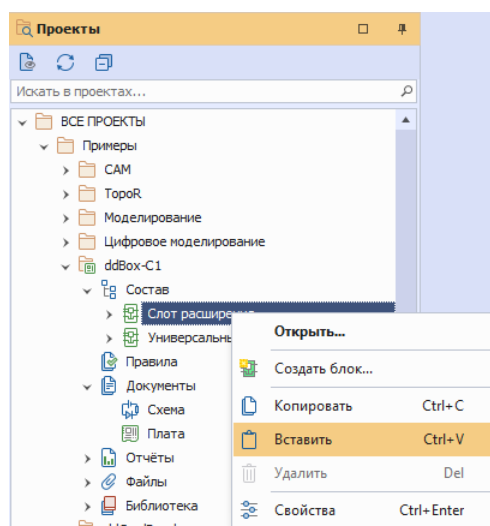 Проекты
Искать в проектах...
ВСЕ ПРОЕКТЫ
Примеры
CAM
TopoR
Моделирование
Цифровое моделирование
ddBox-C1
Состав
Слот расширения
Универсальны
Правила
Документы
Схема
Плата
Отчёты
Файлы
Библиотека
Открыть...
Создать блок...
Копировать Ctrl+C
Вставить Ctrl+V
Удалить Del
Свойства Ctrl+Enter